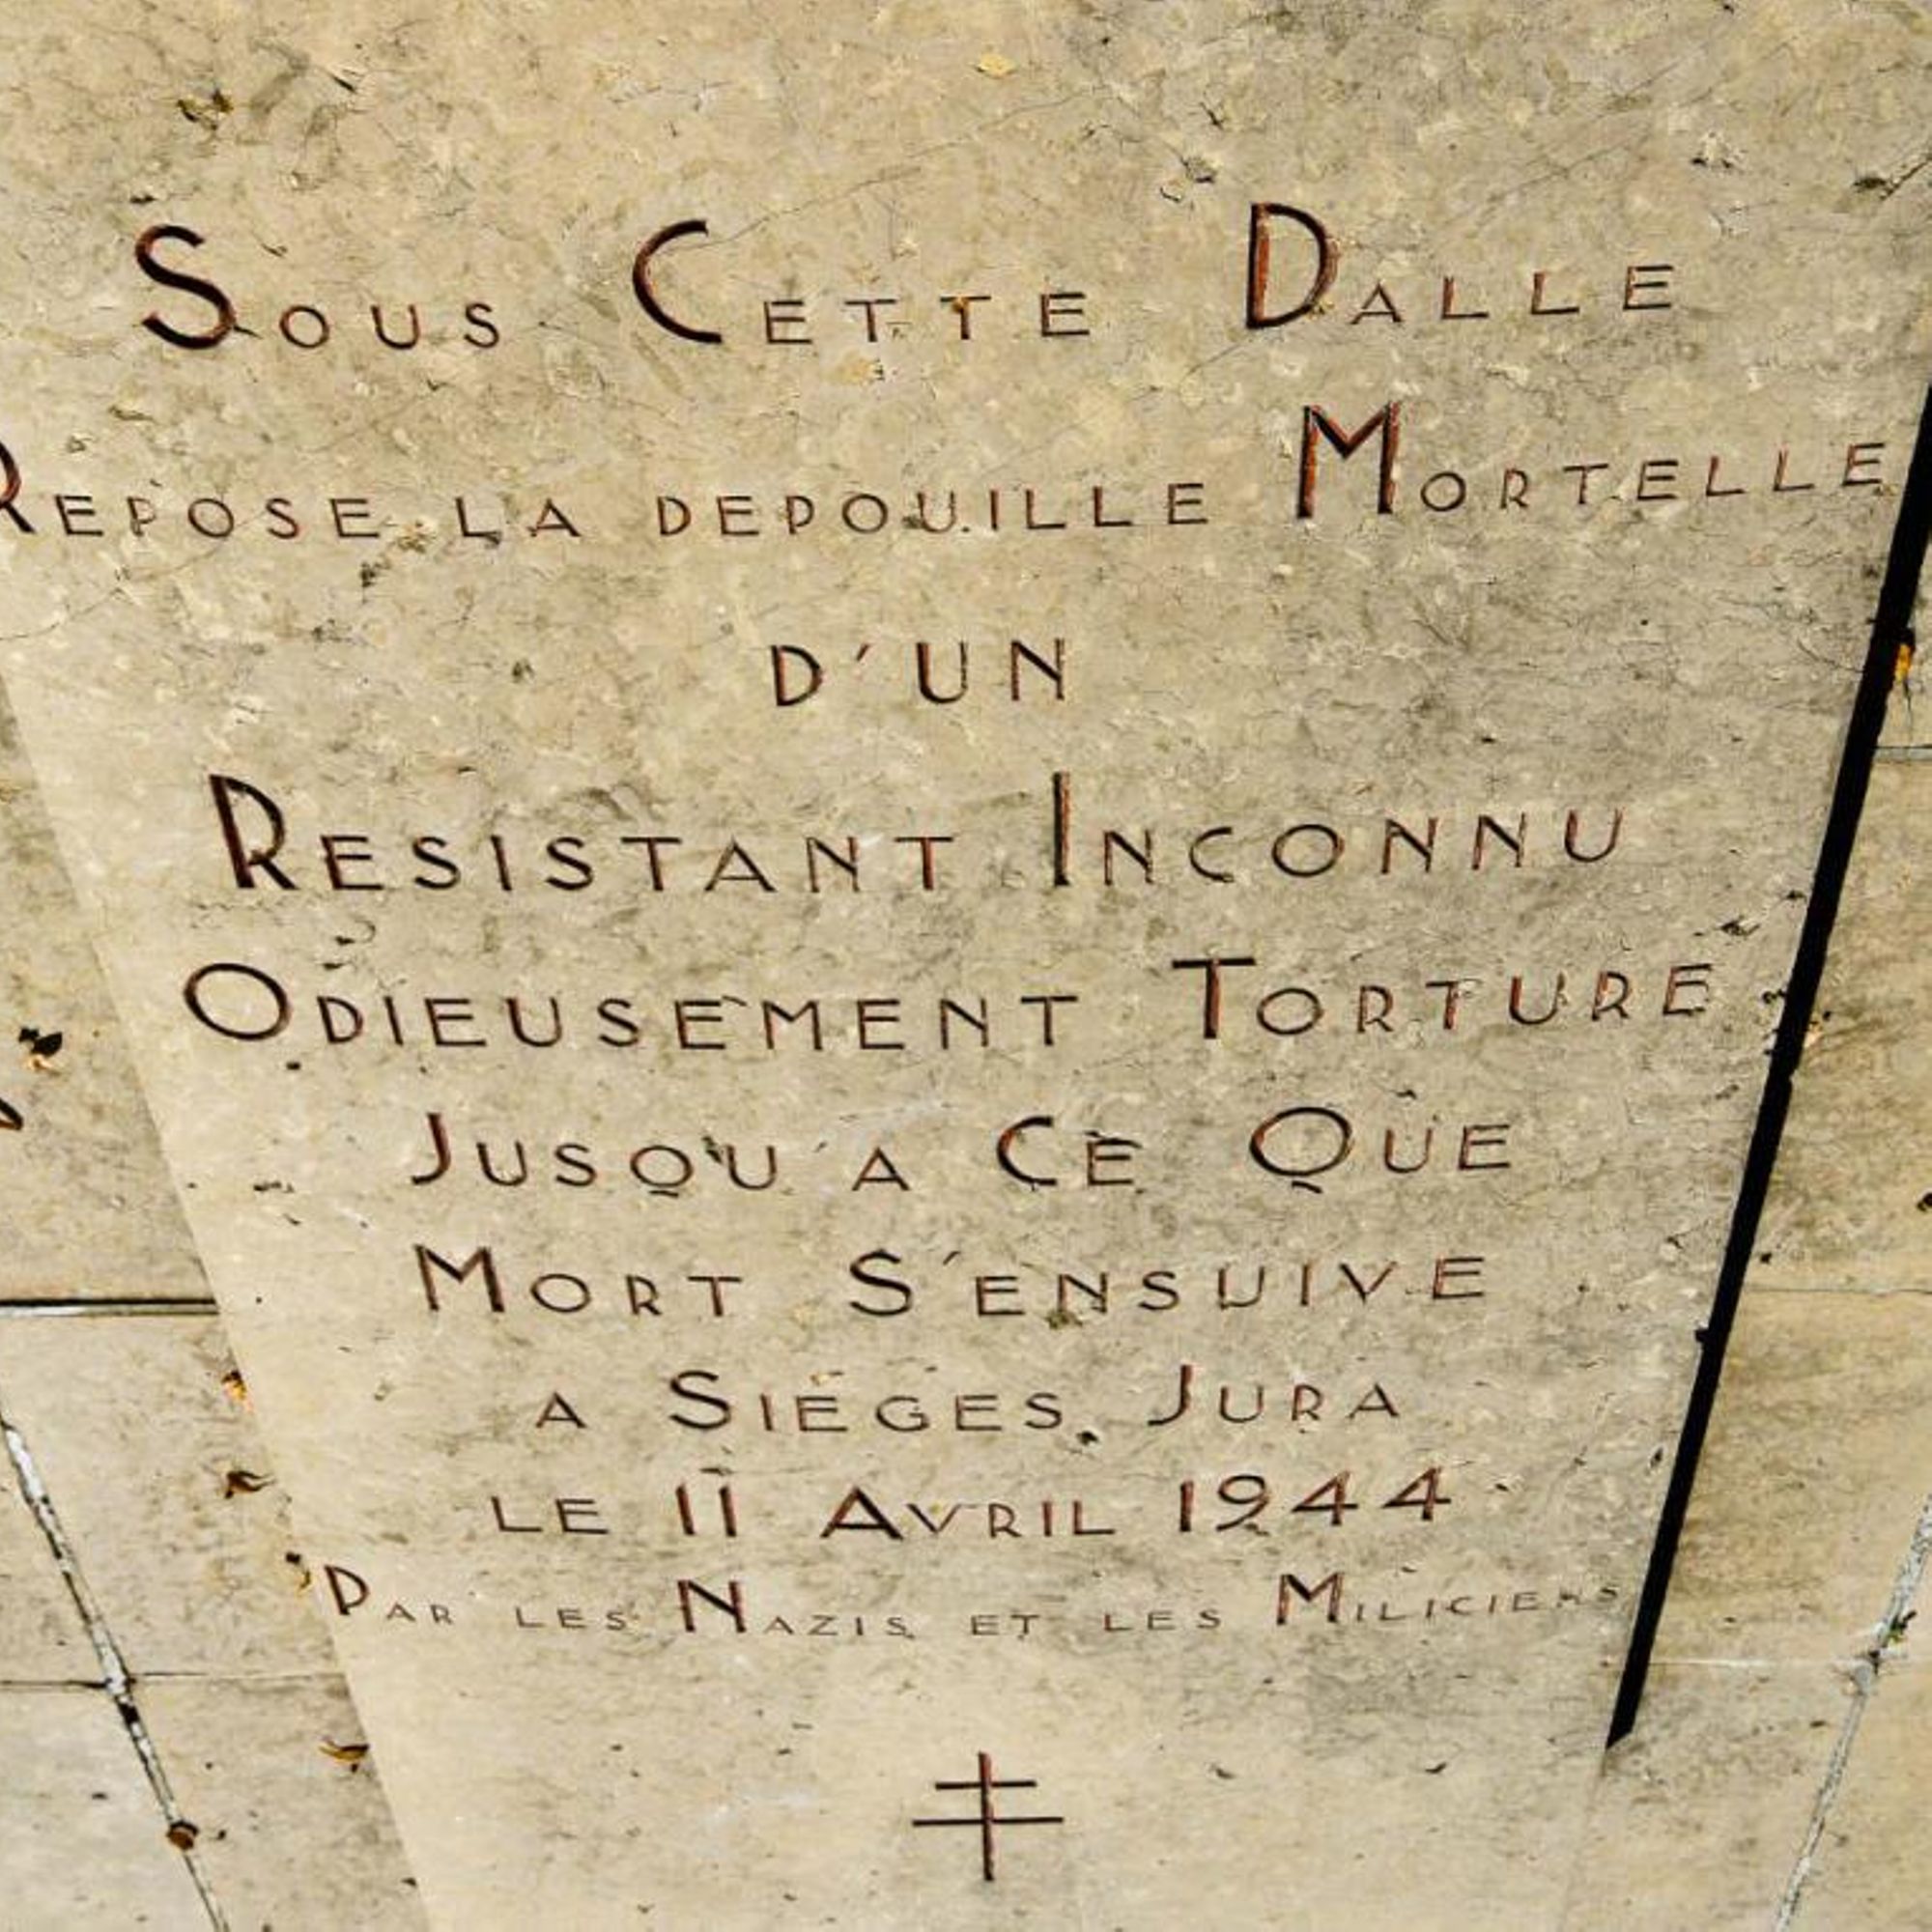 Sous Cette Dalle
Repose la depouille Mortelle
d'un
Resistant Inconnu
Odieusement Torture
Jusqu'a Ce Que
Mort S'ensuive
a Siéges, Jura
le 11 Avril 1944
Par les Nazis et les Miliciens